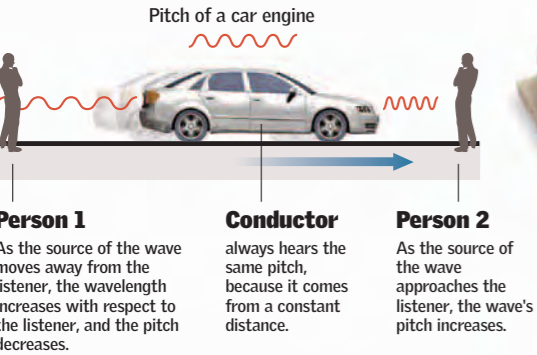 Pitch of a car engine
Person 1
As the source of the wave
moves away from the
listener, the wavelength
increases with respect to
the listener, and the pitch
decreases.
Conductor
always hears the
same pitch,
because it comes
from a constant
distance.
Person 2
As the source of
the wave
approaches the
listener, the wave's
pitch increases.